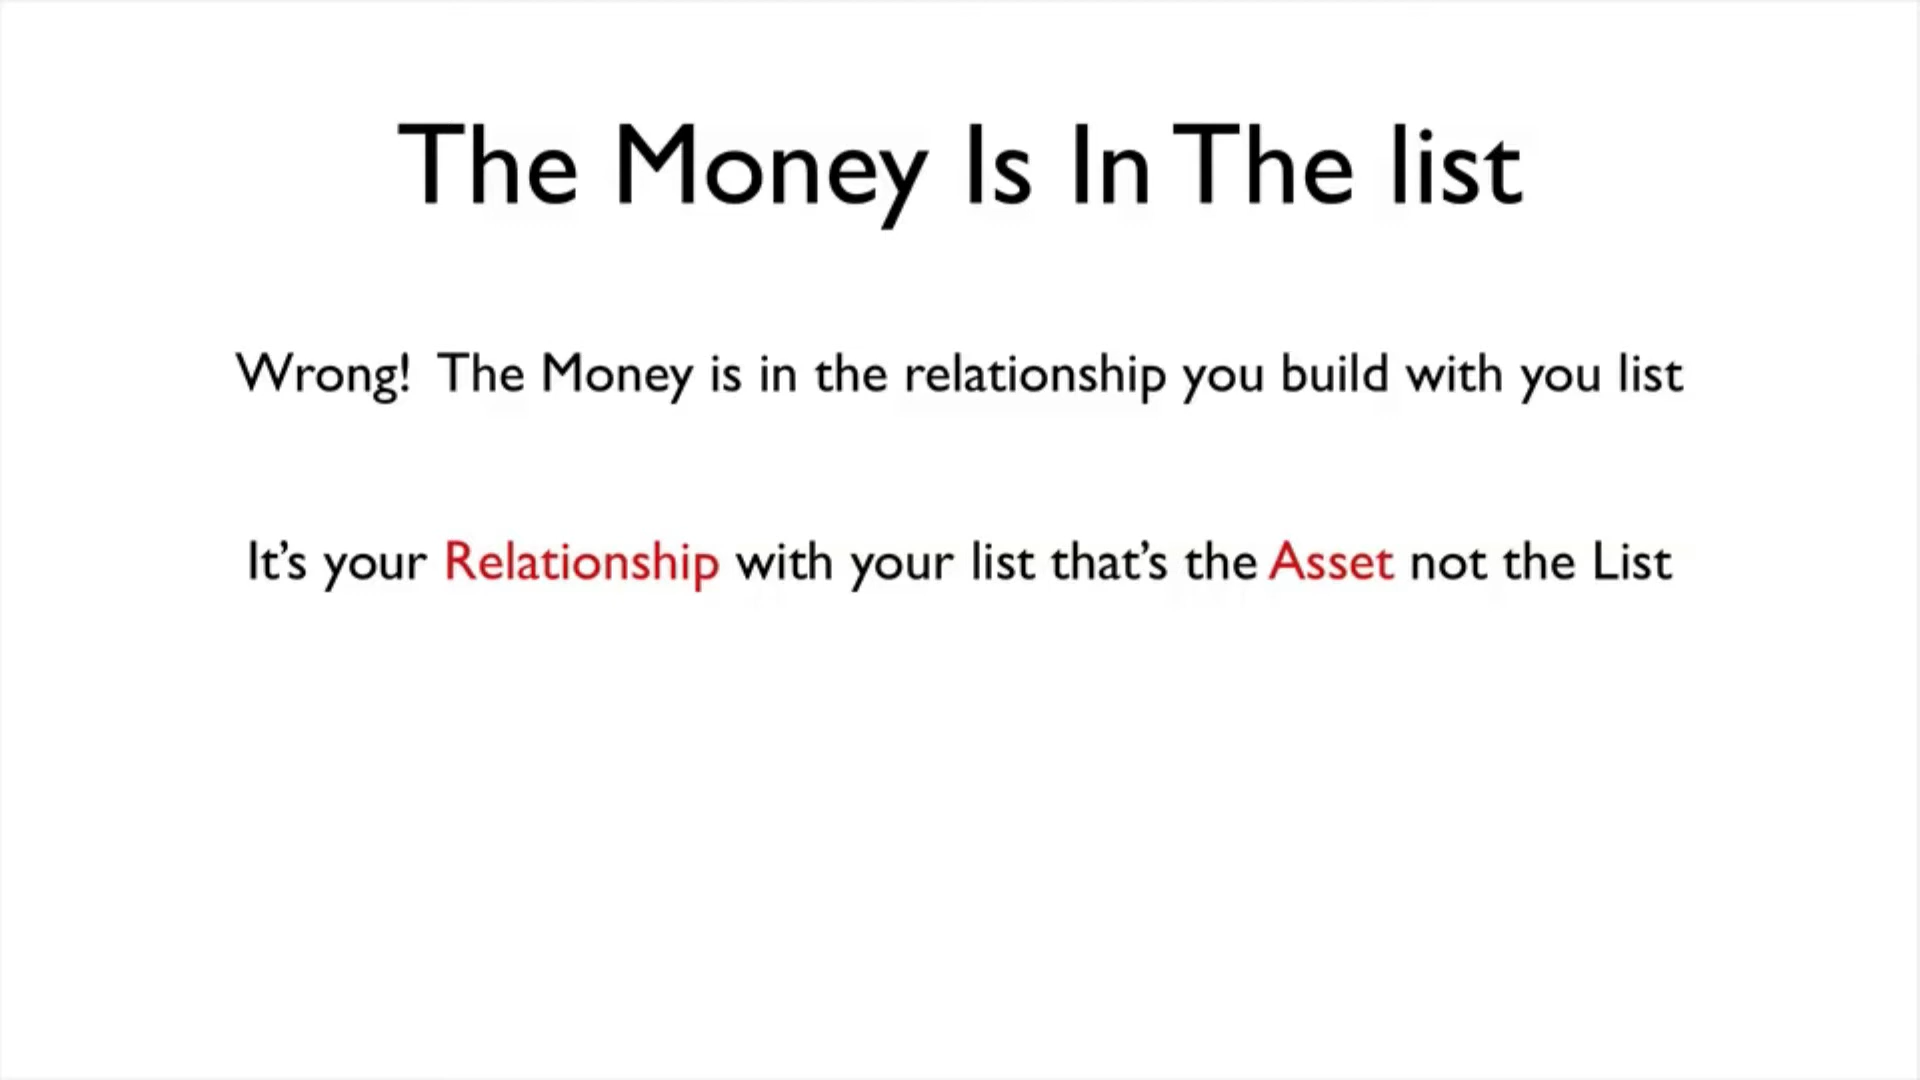 The Money Is In The list
Wrong! The Money is in the relationship you build with you list
It’s your Relationship with your list that’s the Asset not the List